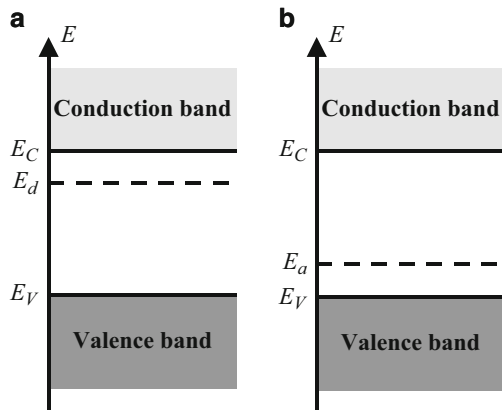 a
E
Conduction band
E_C
E_d
E_V
Valence band
b
E
Conduction band
E_C
E_a
E_V
Valence band